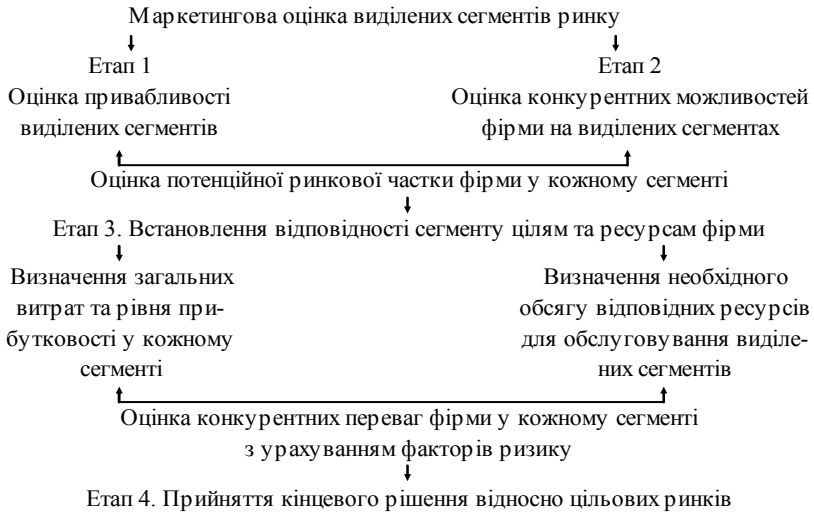 Маркетингова оцінка виділених сегментів ринку
Етап 1
Оцінка привабливості
виділених сегментів
Етап 2
Оцінка конкурентних можливостей
фірми на виділених сегментах
Оцінка потенційної ринкової частки фірми у кожному сегменті
Етап 3. Встановлення відповідності сегменту цілям та ресурсам фірми
Визначення загальних
витрат та рівня при-
бутковості у кожному
сегменті
Визначення необхідного
обсягу відповідних ресурсів
для обслуговування виділе-
них сегментів
Оцінка конкурентних переваг фірми у кожному сегменті
з урахуванням факторів ризику
Етап 4. Прийняття кінцевого рішення відносно цільових ринків